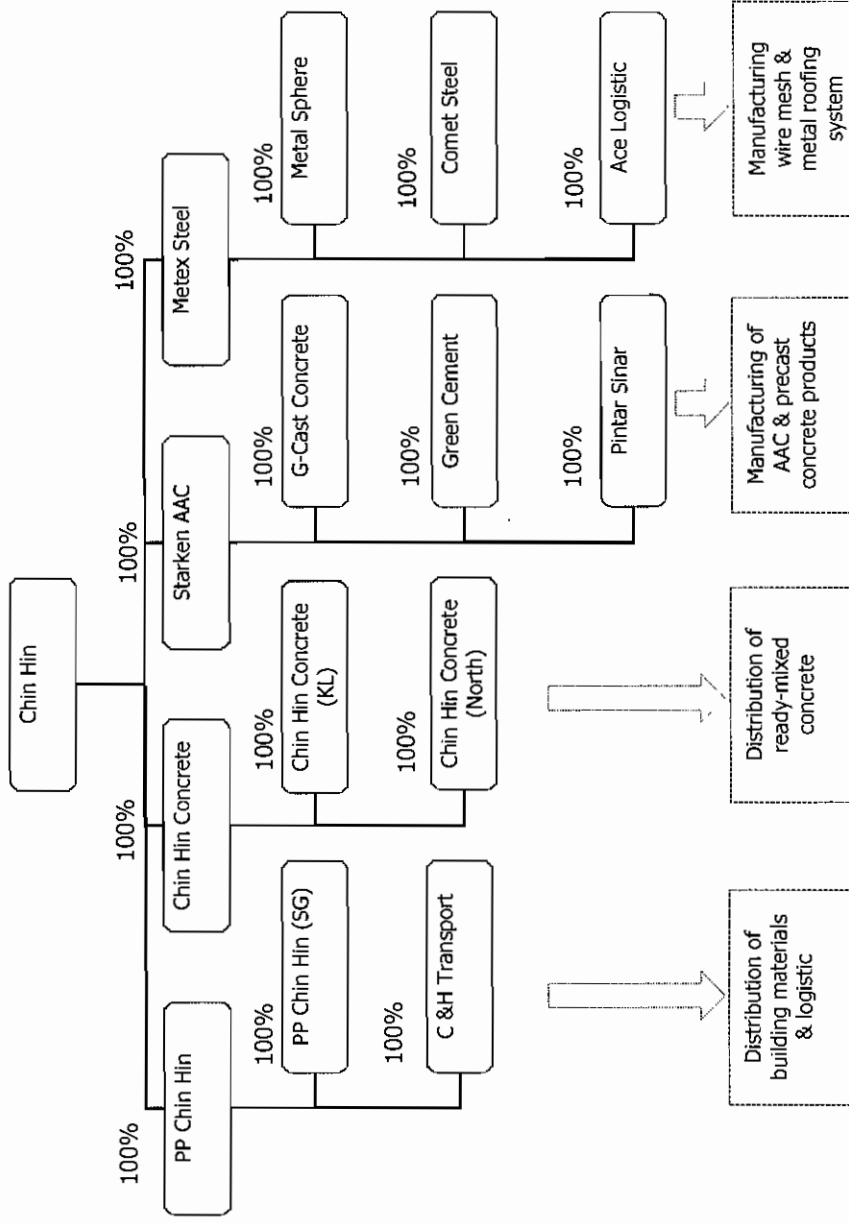 Chin Hin
100%
PP Chin Hin
100%
Chin Hin Concrete
100%
Starken AAC
100%
Metex Steel
100%
PP Chin Hin (SG)
100%
C &H Transport
100%
Chin Hin Concrete
(KL)
100%
Chin Hin Concrete
(North)
100%
G-Cast Concrete
100%
Green Cement
100%
Pintar Sinar
100%
Metal Sphere
100%
Comet Steel
100%
Ace Logistic
Distribution of
building materials
& logistic
Distribution of
ready-mixed
concrete
Manufacturing of
AAC & precast
concrete products
Manufacturing
wire mesh &
metal roofing
system